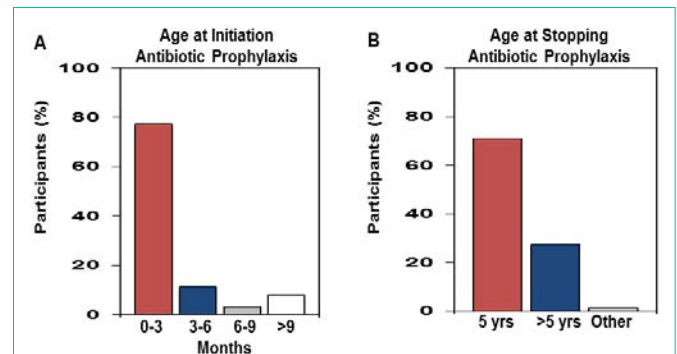 A
Age at Initiation
Antibiotic Prophylaxis
Participants (%)
100
80
60
40
20
0
0-3
3-6
6-9
>9
Months
B
Age at Stopping
Antibiotic Prophylaxis
Participants (%)
100
80
60
40
20
0
5 yrs
>5 yrs
Other